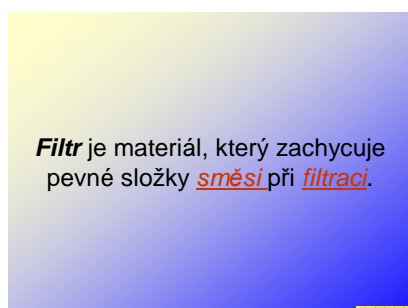 Filtr je materiál, který zachycuje
pevné složky směsi při filtraci.